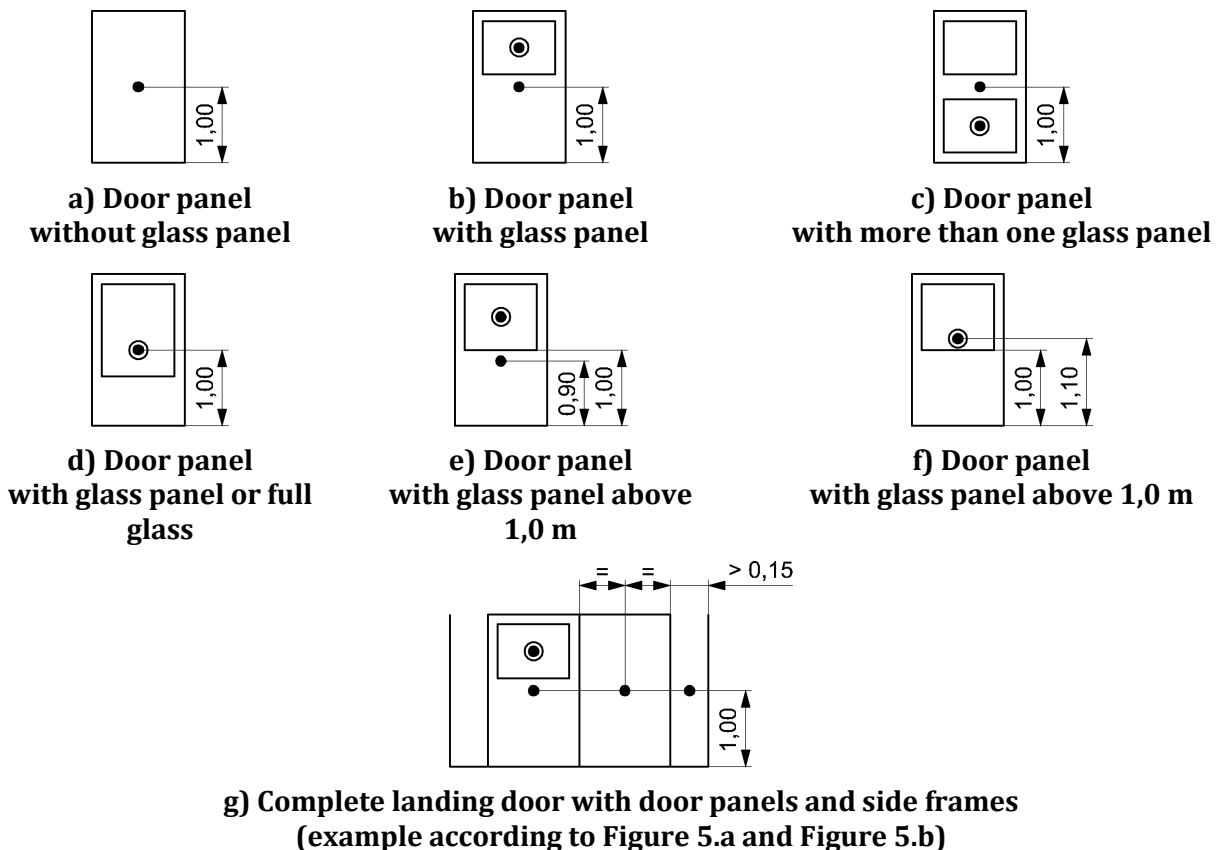 1,00
1,00
1,00
a) Door panel
without glass panel
b) Door panel
with glass panel
c) Door panel
with more than one glass panel
1,00
0,90
1,00
1,00
1,10
d) Door panel
with glass panel or full
glass
e) Door panel
with glass panel above
1,0 m
f) Door panel
with glass panel above 1,0 m
= = > 0,15
1,00
g) Complete landing door with door panels and side frames
(example according to Figure 5.a and Figure 5.b)